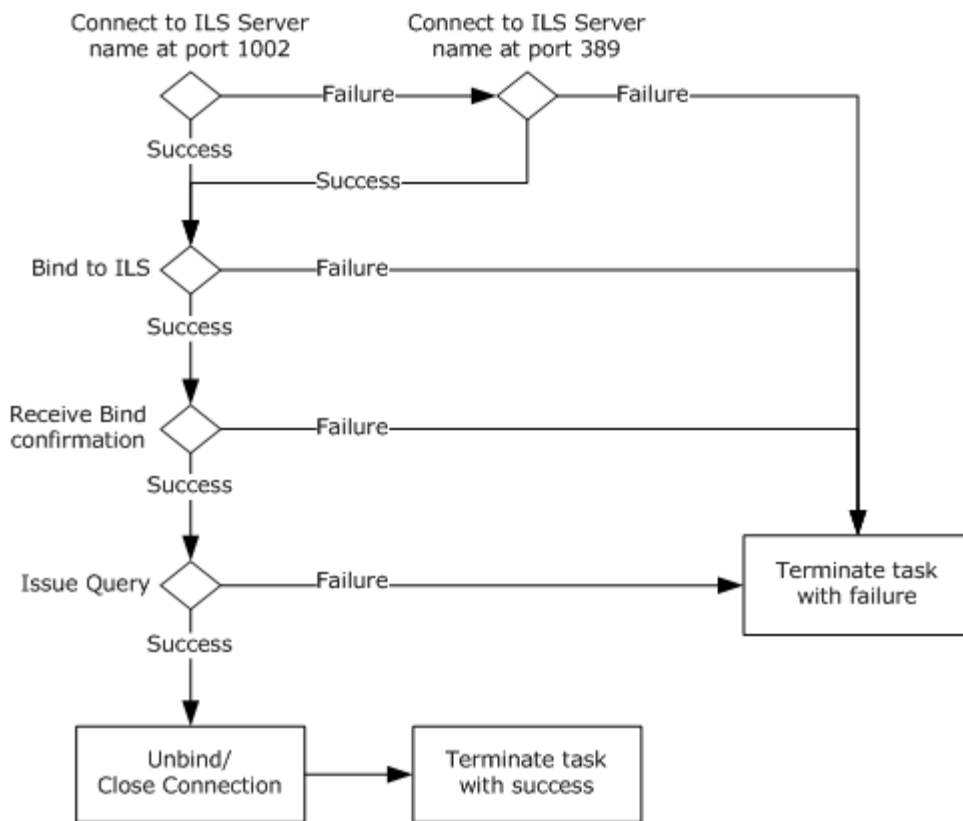 Connect to ILS Server
name at port 1002
Connect to ILS Server
name at port 389
Failure
Failure
Success
Success
Bind to ILS
Failure
Success
Receive Bind
confirmation
Failure
Success
Issue Query
Failure
Terminate task
with failure
Success
Unbind/
Close Connection
Terminate task
with success